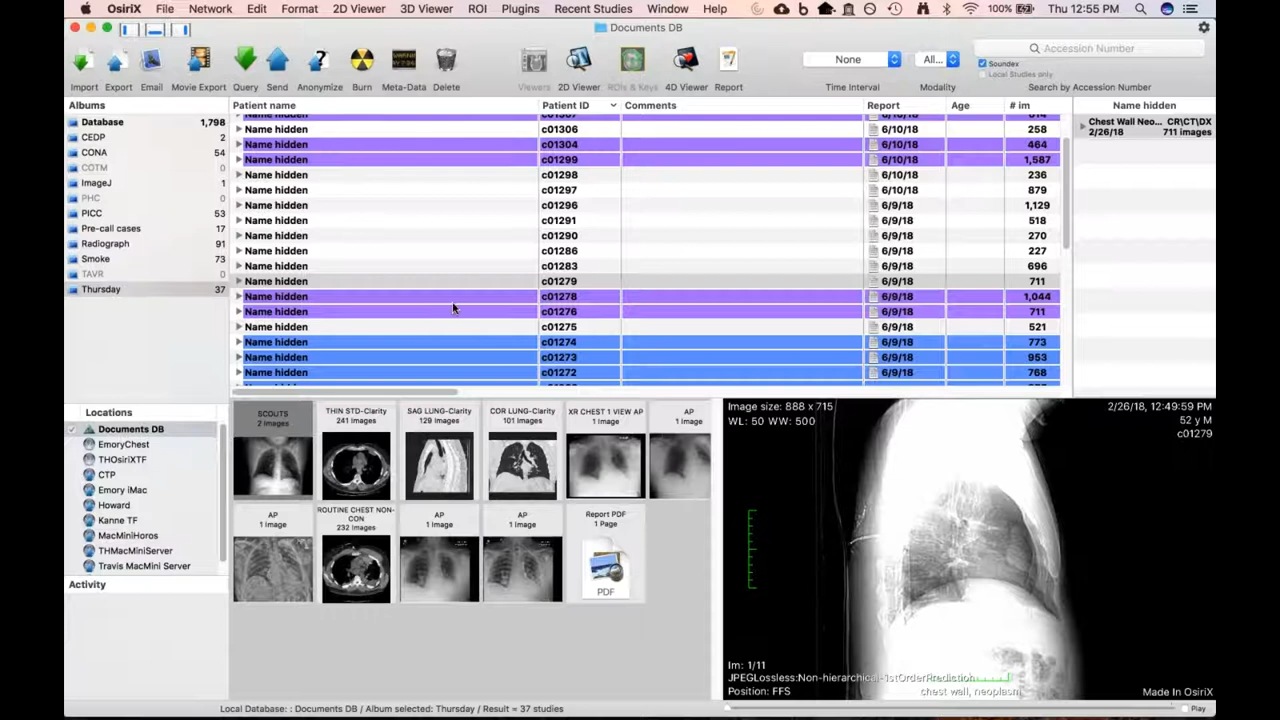 OsiriX File Network Edit Format 2D Viewer 3D Viewer ROI Plugins Recent Studies Window Help 100% Thu 12:55 PM
Documents DB
Import Export Email Movie Export Query Send Anonymize Burn Meta-Data Delete Viewers 2D Viewer ROIs & Keys 4D Viewer Report
None
Time Interval
All...
Modality
Accession Number
Soundex
Local Studies only
Search by Accession Number
Albums
Database 1,798
CEDP
CONA 54
COTM 0
ImageJ 1
PHC 0
PICC 53
Pre-call cases 17
Radiograph 91
Smoke 73
TAVR 0
Thursday 37
Patient name Patient ID Comments Report Age # im
Name hidden c01306 6/10/18 258
Name hidden c01304 6/10/18 464
Name hidden c01299 6/10/18 1,587
Name hidden c01298 6/10/18 236
Name hidden c01297 6/10/18 879
Name hidden c01296 6/9/18 1,129
Name hidden c01291 6/9/18 518
Name hidden c01290 6/9/18 270
Name hidden c01286 6/9/18 227
Name hidden c01283 6/9/18 696
Name hidden c01279 6/9/18 711
Name hidden c01278 6/9/18 1,044
Name hidden c01276 6/9/18 711
Name hidden c01275 6/9/18 521
Name hidden c01274 6/9/18 773
Name hidden c01273 6/9/18 953
Name hidden c01272 6/9/18 768
Name hidden
Chest Wall Neo... CR\CT\DX
2/26/18 711 images
Locations
Documents DB
EmoryChest
THOsiriXTF
CTP
Emory iMac
Howard
Kanne TF
MacMiniHoros
THMacMiniServer
Travis MacMini Server
Activity
SCOUTS
2 Images
THIN STD-Clarity
241 Images
SAG LUNG-Clarity
129 Images
COR LUNG-Clarity
101 Images
XR CHEST 1 VIEW AP
1 Image
AP
1 Image
AP
1 Image
ROUTINE CHEST NON-CON
232 Images
AP
1 Image
AP
1 Image
Report PDF
1 Page
PDF
Image size: 888 x 715
WL: 50 WW: 500
2/26/18, 12:49:59 PM
52 y M
c01279
Im: 1/11
JPEGLossless:Non-hierarchical-1stOrderPrediction
Position: FFS
chest wall, neoplasm
Made In OsiriX
Local Database: : Documents DB / Album selected: Thursday / Result = 37 studies
Play